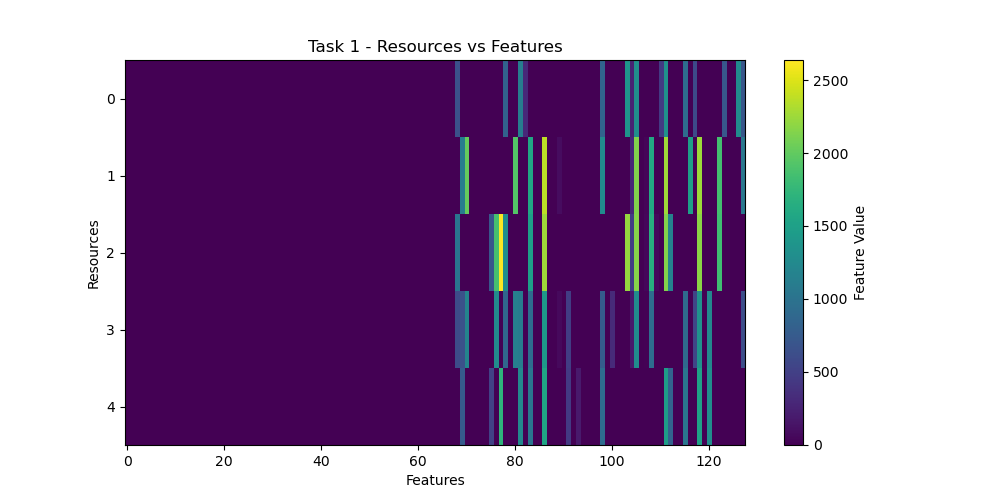 Task 1 - Resources vs Features
Resources
0
1
2
3
4
0 20 40 60 80 100 120
Features
2500
2000
1500
1000
500
0
Feature Value